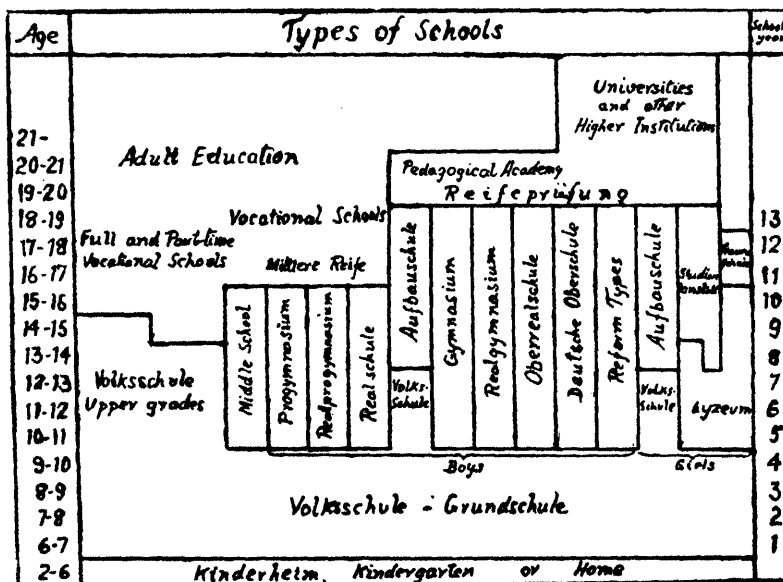 Age
Types of Schools
School year
Universities
and other
Higher Institution
21-
20-21
19-20
18-19
17-18
16-17
15-16
14-15
13-14
12-13
11-12
10-11
9-10
8-9
7-8
6-7
2-6
Adult Education
Pedagogical Academy
Reifeprüfung
Vocational Schools
Full and Part-time
Vocational Schools
Mittlere Reife
Volksschule
Upper grades
Middle School
Progymnasium
Realprogymnasium
Realschule
Aufbauschule
Volks-
Schule
Gymnasium
Realgymnasium
Oberrealschule
Deutsche Oberschule
Reform Types
Aufbauschule
Volks-
Schule
Studien
anstalt
Schule
Lyzeum
13
12
11
10
9
8
7
6
5
4
3
2
1
Boys
Girls
Volksschule - Grundschule
Kinderheim, Kindergarten or Home